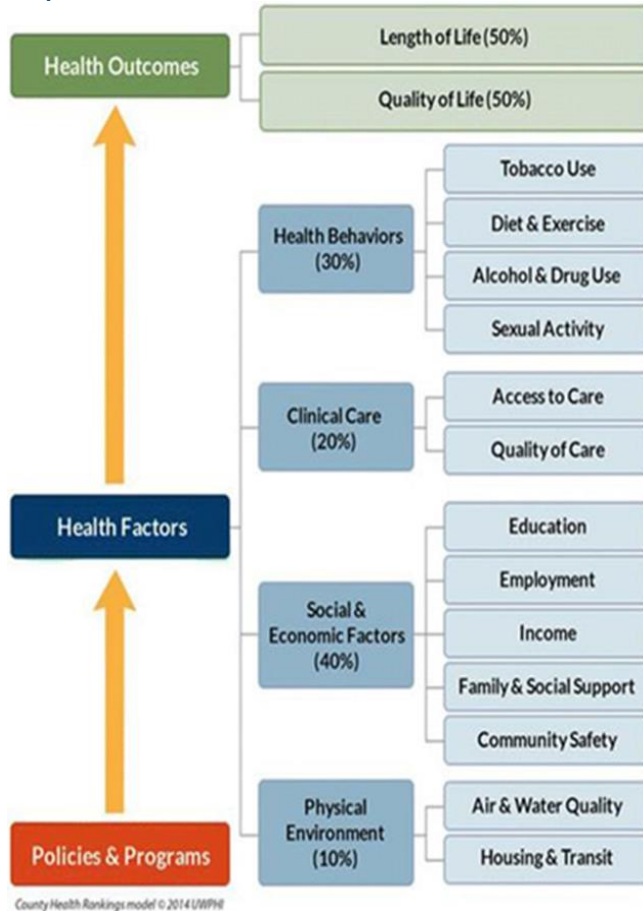 Health Outcomes
Length of Life (50%)
Quality of Life (50%)
Health Behaviors
(30%)
Tobacco Use
Diet & Exercise
Alcohol & Drug Use
Sexual Activity
Clinical Care
(20%)
Access to Care
Quality of Care
Health Factors
Social &
Economic Factors
(40%)
Education
Employment
Income
Family & Social Support
Community Safety
Physical
Environment
(10%)
Air & Water Quality
Housing & Transit
Policies & Programs
County Health Rankings model © 2014 UWPHI